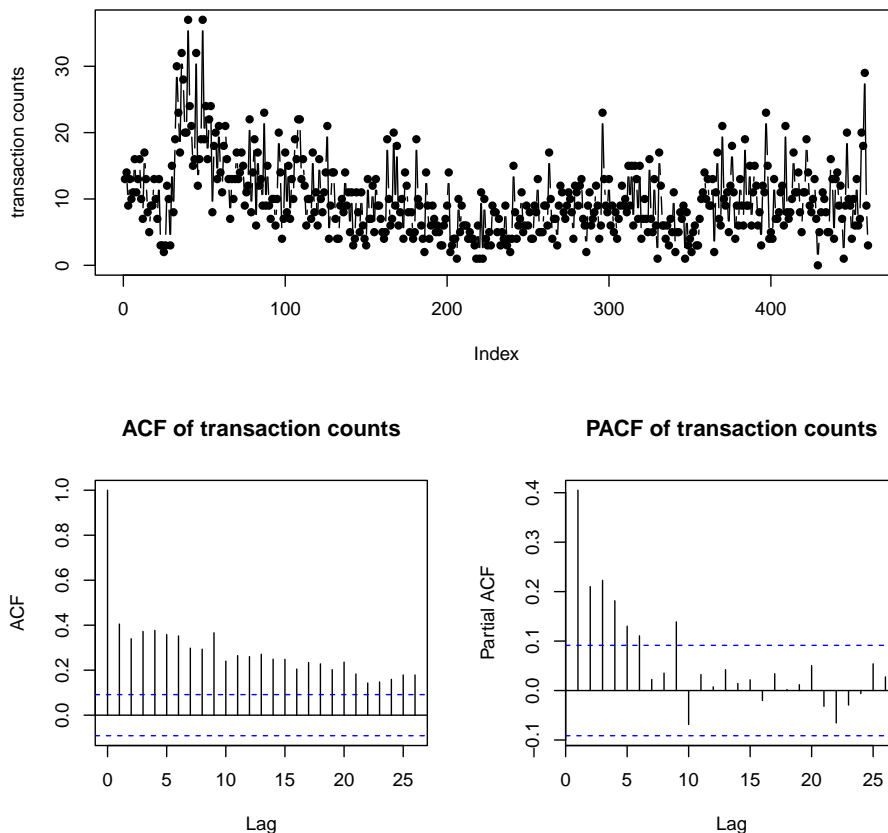 transcription counts
0 10 20 30
0 100 200 300 400
Index
ACF of transaction counts
PACF of transaction counts
ACF
0.0 0.2 0.4 0.6 0.8 1.0
0 5 10 15 20 25
Lag
Partial ACF
-0.1 0.0 0.1 0.2 0.3 0.4
0 5 10 15 20 25
Lag